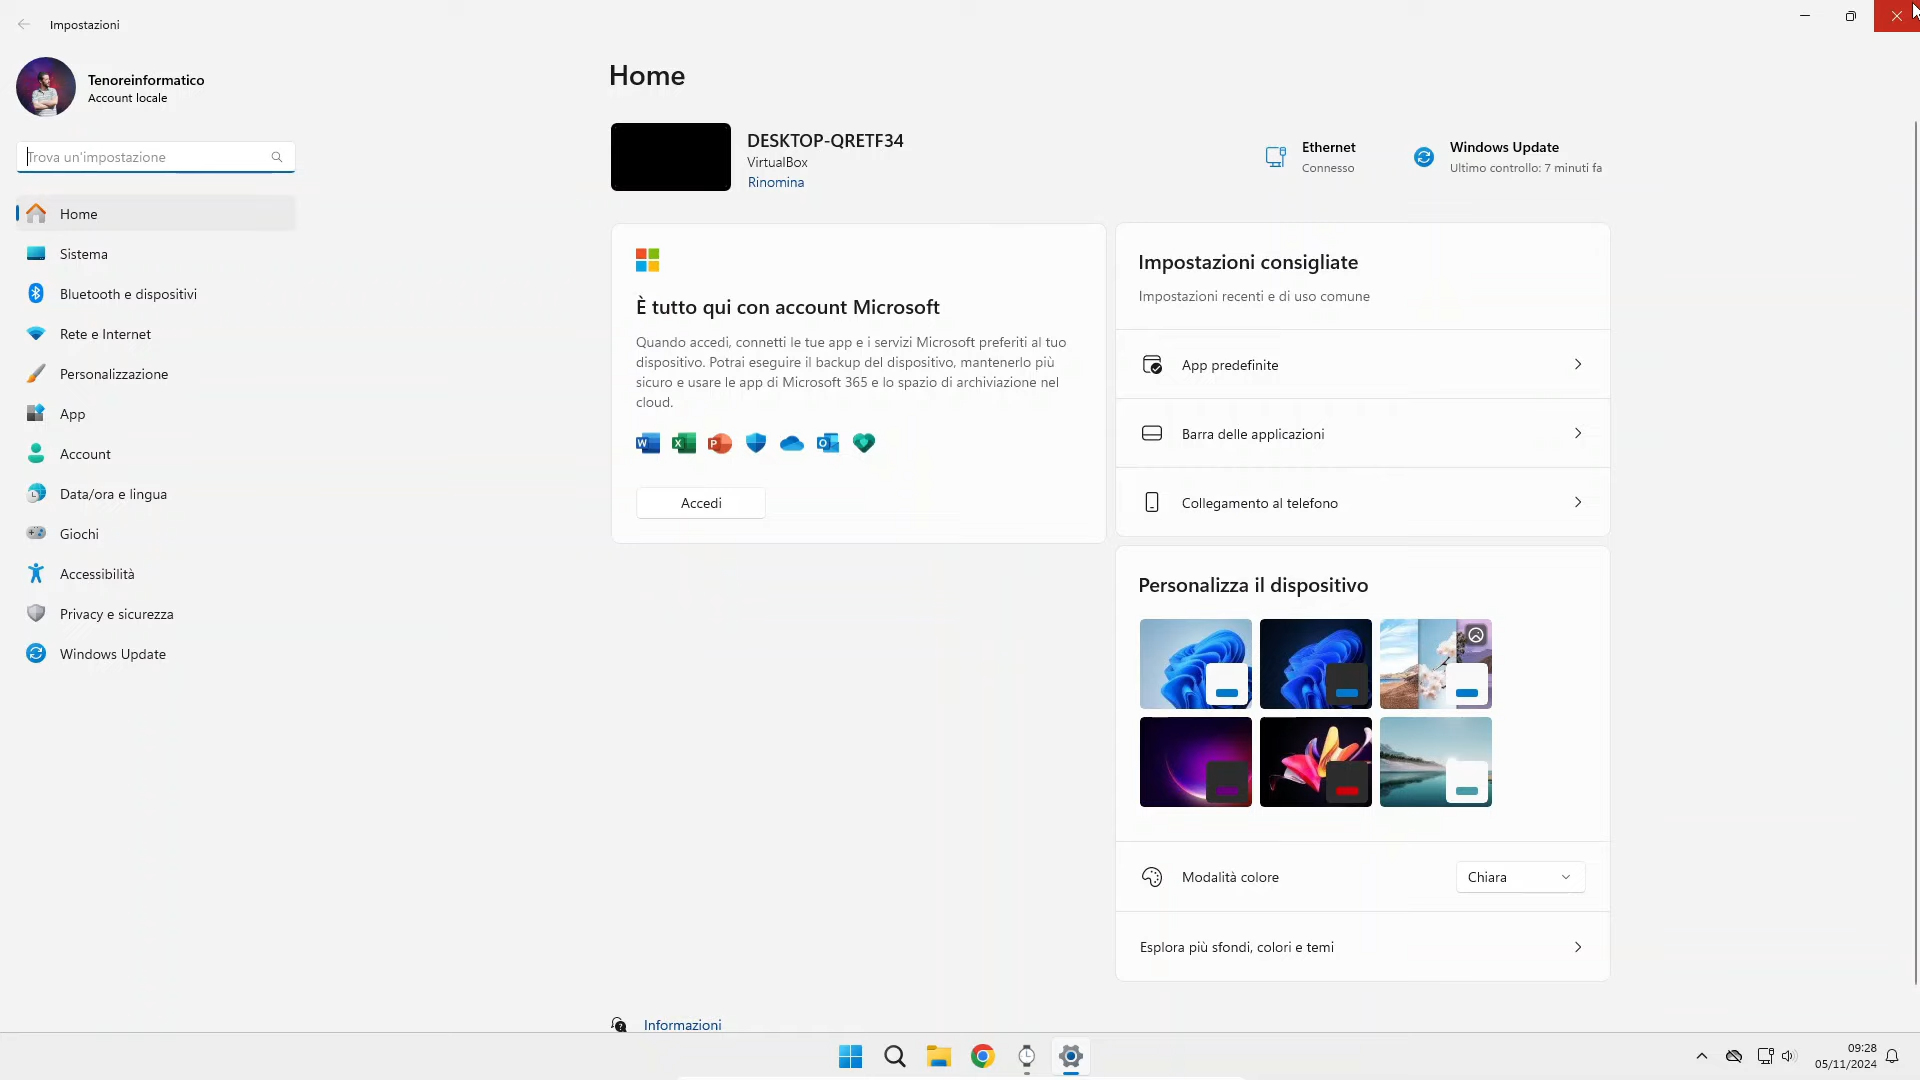 Impostazioni
Tenoreinformatico
Account locale
Trova un'impostazione
Home
Sistema
Bluetooth e dispositivi
Rete e Internet
Personalizzazione
App
Account
Data/ora e lingua
Giochi
Accessibilità
Privacy e sicurezza
Windows Update
Home
DESKTOP-QRETF34
VirtualBox
Rinomina
Ethernet
Connesso
Windows Update
Ultimo controllo: 7 minuti fa
È tutto qui con account Microsoft
Quando accedi, connetti le tue app e i servizi Microsoft preferiti al tuo
dispositivo. Potrai eseguire il backup del dispositivo, mantenerlo più
sicuro e usare le app di Microsoft 365 e lo spazio di archiviazione nel
cloud.
Accedi
Impostazioni consigliate
Impostazioni recenti e di uso comune
App predefinite
Barra delle applicazioni
Collegamento al telefono
Personalizza il dispositivo
Modalità colore
Chiara
Esplora più sfondi, colori e temi
Informazioni
09:28
05/11/2024